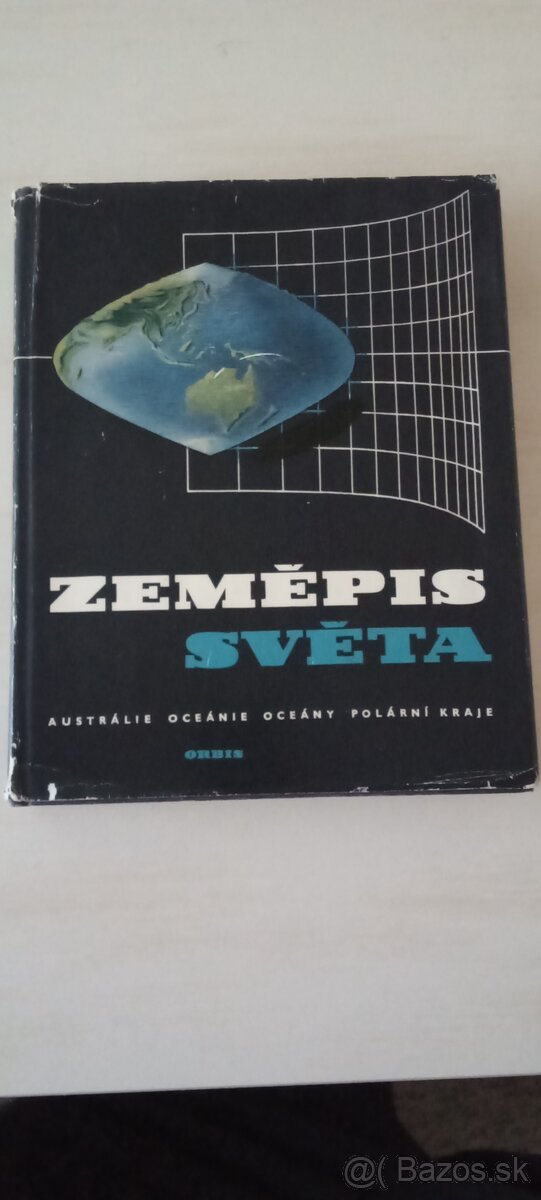 ZEMĚPIS
SVĚTA
AUSTRÁLIE OCEÁNIE OCEÁNY POLÁRNÍ KRAJE
ORBIS
@( Bazos.sk